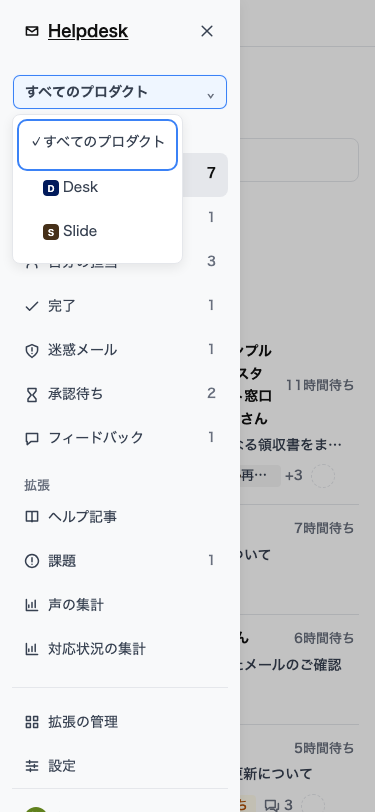 Helpdesk
すべてのプロダクト
✓すべてのプロダクト
D Desk
S Slide
7
1
3
完了 1
迷惑メール 1
承認待ち 2
フィードバック 1
拡張
ヘルプ記事
課題 1
声の集計
対応状況の集計
拡張の管理
設定
ンプル
スタ
ト窓口
さん
11時間待ち
なる領収書をま…
再… +3
7時間待ち
ついて
ん 6時間待ち
たメールのご確認
5時間待ち
更新について
ち 3